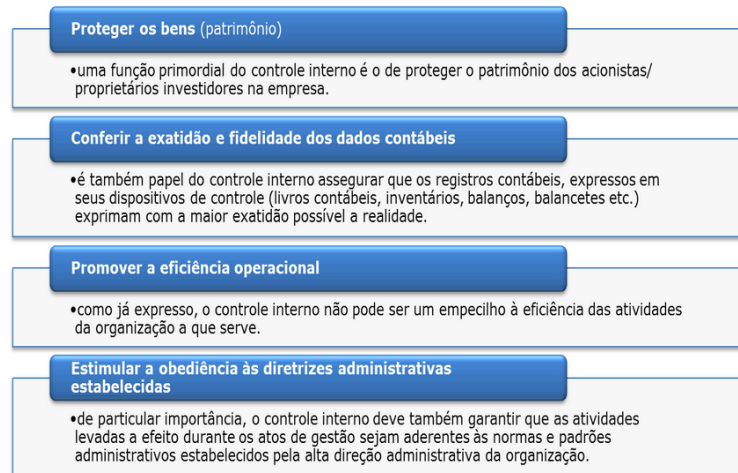 Proteger os bens (patrimônio)
•uma função primordial do controle interno é o de proteger o patrimônio dos acionistas/
proprietários investidores na empresa.
Conferir a exatidão e fidelidade dos dados contábeis
•é também papel do controle interno assegurar que os registros contábeis, expressos em
seus dispositivos de controle (livros contábeis, inventários, balanços, balancetes etc.)
exprimam com a maior exatidão possível a realidade.
Promover a eficiência operacional
•como já expresso, o controle interno não pode ser um empecilho à eficiência das atividades
da organização a que serve.
Estimular a obediência às diretrizes administrativas
estabelecidas
•de particular importância, o controle interno deve também garantir que as atividades
levadas a efeito durante os atos de gestão sejam aderentes às normas e padrões
administrativos estabelecidos pela alta direção administrativa da organização.